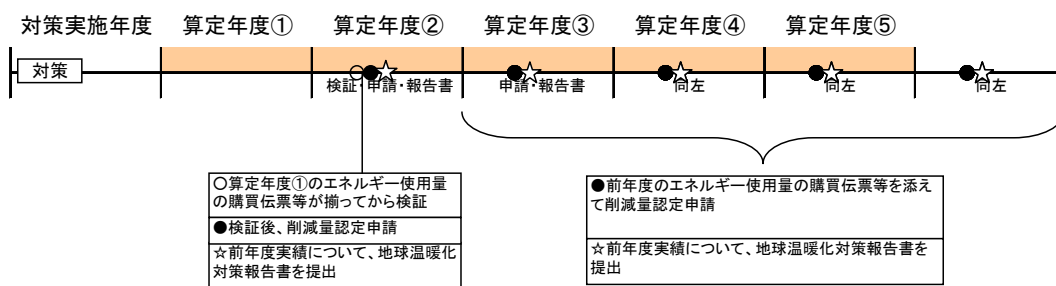 対策実施年度 算定年度① 算定年度② 算定年度③ 算定年度④ 算定年度⑤
対策
検証・申請・報告書 申請・報告書 同左 同左 同左
○算定年度①のエネルギー使用量
の購買伝票等が揃ってから検証
●検証後、削減量認定申請
☆前年度実績について、地球温暖化
対策報告書を提出
●前年度のエネルギー使用量の購買伝票等を添え
て削減量認定申請
☆前年度実績について、地球温暖化対策報告書を
提出